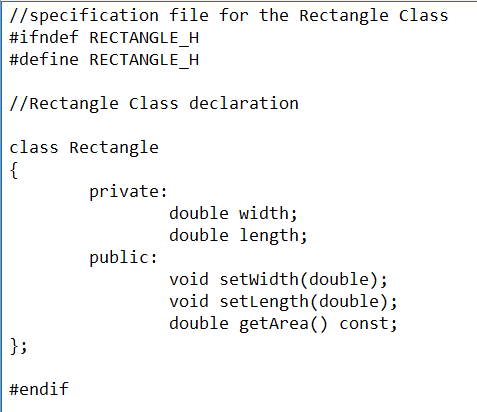 //specification file for the Rectangle Class
#ifndef RECTANGLE_H
#define RECTANGLE_H

//Rectangle Class declaration

class Rectangle
{
        private:
                double width;
                double length;
        public:
                void setWidth(double);
                void setLength(double);
                double getArea() const;
};

#endif